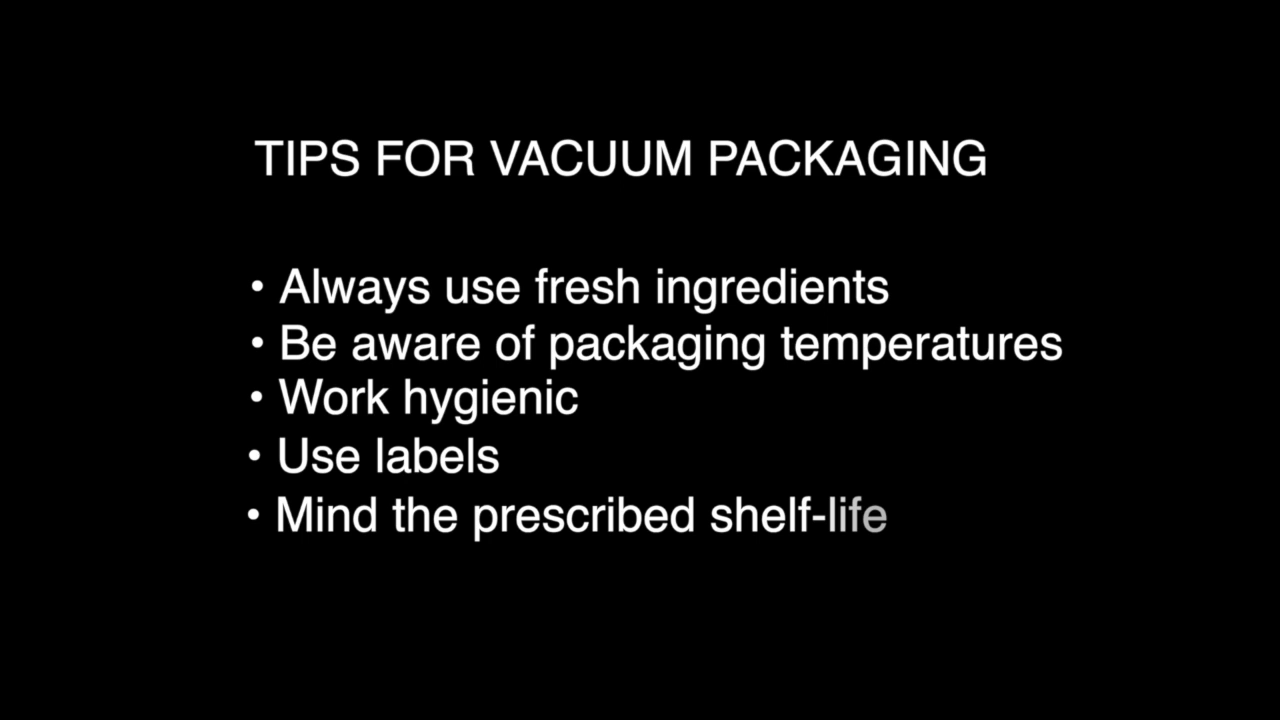 TIPS FOR VACUUM PACKAGING
• Always use fresh ingredients
• Be aware of packaging temperatures
• Work hygienic
• Use labels
• Mind the prescribed shelf-life